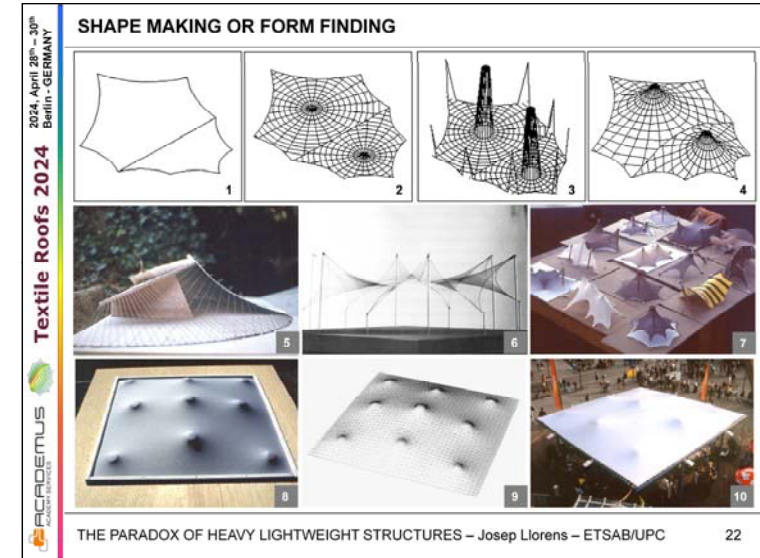 SHAPE MAKING OR FORM FINDING
2024, April 28th – 30th
Berlin - GERMANY
Textile Roofs 2024
ACADEMUS
ACADEMY SERVICES
1
2
3
4
5
6
7
8
9
10
THE PARADOX OF HEAVY LIGHTWEIGHT STRUCTURES – Josep Llorens – ETSAB/UPC
22